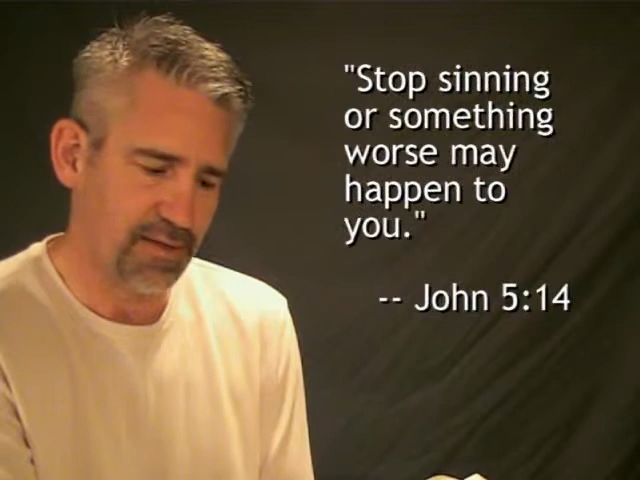 "Stop sinning
or something
worse may
happen to
you."
-- John 5:14